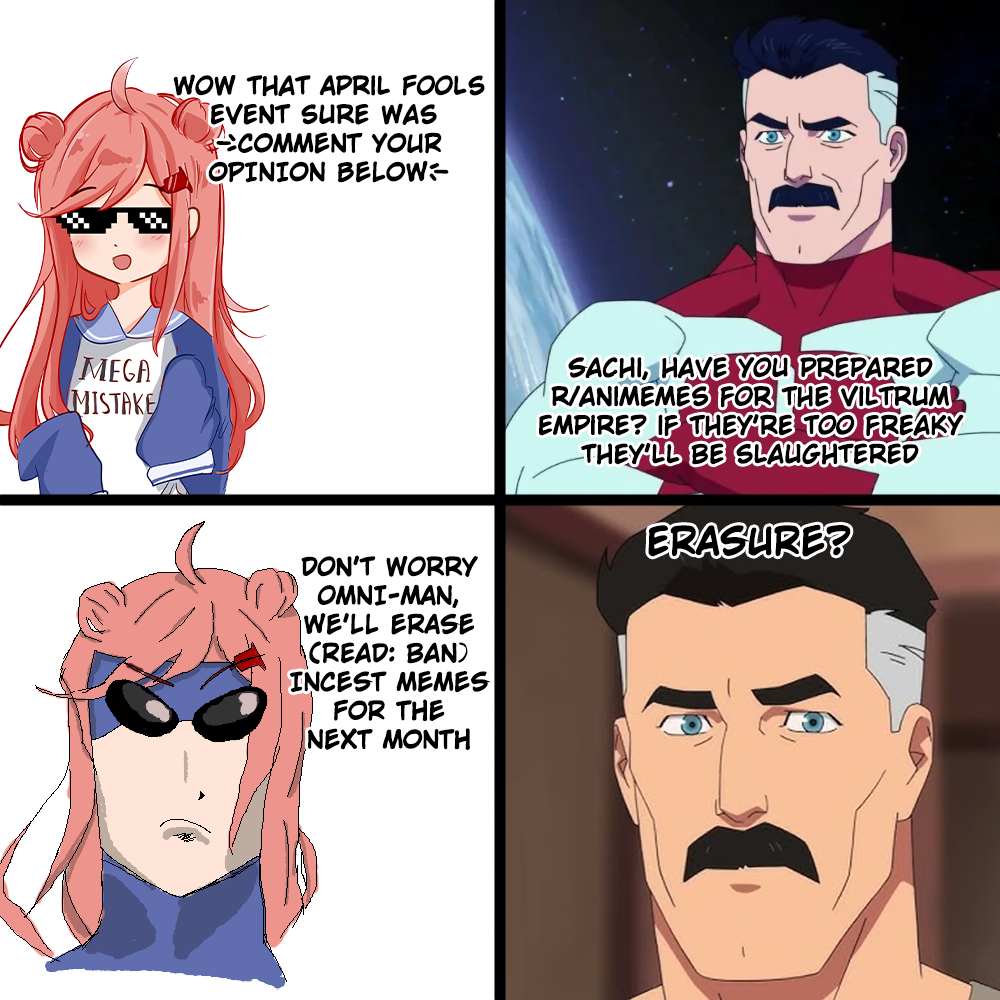 WOW THAT APRIL FOOLS
EVENT SURE WAS
->COMMENT YOUR
OPINION BELOW<-
MEGA
MISTAKE
SACHI, HAVE YOU PREPARED
R/ANIMEMES FOR THE VILTRUM
EMPIRE? IF THEY'RE TOO FREAKY
THEY'LL BE SLAUGHTERED
DON'T WORRY
OMNI-MAN,
WE'LL ERASE
(READ: BAN)
INCEST MEMES
FOR THE
NEXT MONTH
ERASURE?